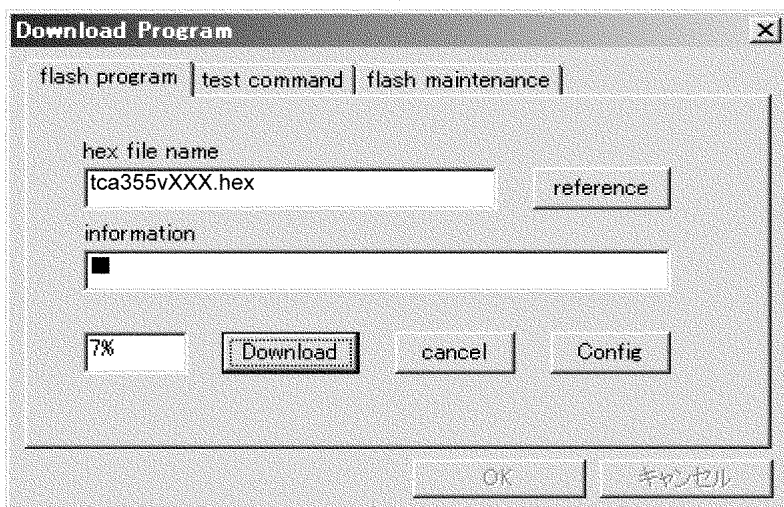 Download Program
flash program test command flash maintenance
hex file name
tca355vXXX.hex reference
information
7% Download cancel Config
OK キャンセル